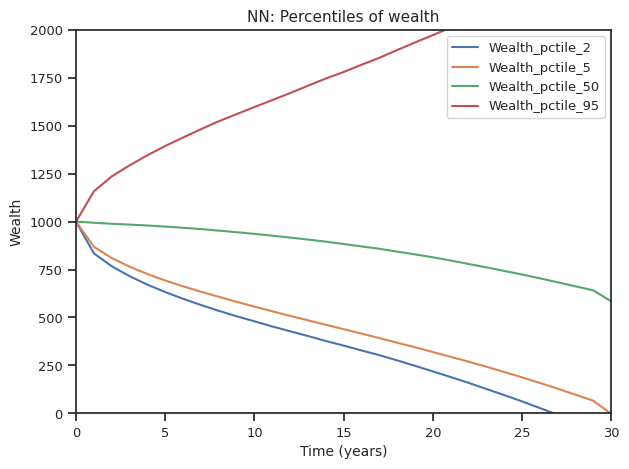 NN: Percentiles of wealth
Wealth_pctile_2
Wealth_pctile_5
Wealth_pctile_50
Wealth_pctile_95
Wealth
2000
1750
1500
1250
1000
750
500
250
0
0 5 10 15 20 25 30
Time (years)